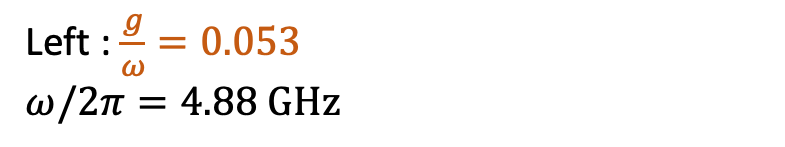 Left : g/ω = 0.053
ω/2π = 4.88 GHz